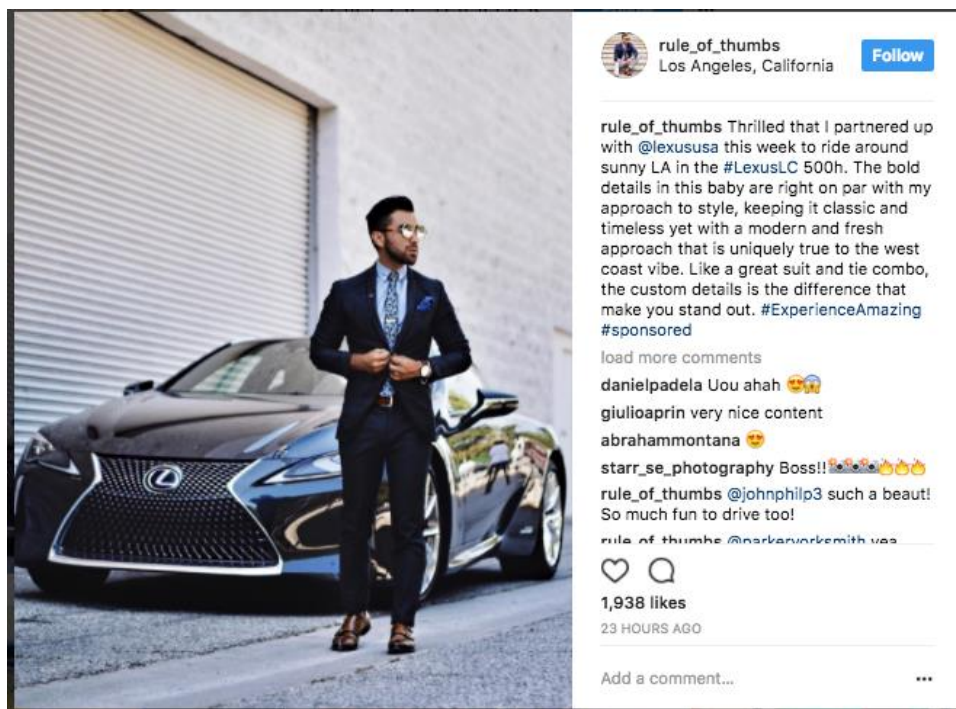 rule_of_thumbs
Los Angeles, California
Follow
rule_of_thumbs Thrilled that I partnered up
with @lexususa this week to ride around
sunny LA in the #LexusLC 500h. The bold
details in this baby are right on par with my
approach to style, keeping it classic and
timeless yet with a modern and fresh
approach that is uniquely true to the west
coast vibe. Like a great suit and tie combo,
the custom details is the difference that
make you stand out. #ExperienceAmazing
#sponsored
load more comments
danielpadela Uou ahah 😍😱
giulioaprin very nice content
abrahammontana 😍
starr_se_photography Boss!!📸📸📸🔥🔥🔥
rule_of_thumbs @johnphilp3 such a beaut!
So much fun to drive too!
rule_of_thumbs @parkeryorksmith yea
1,938 likes
23 HOURS AGO
Add a comment...